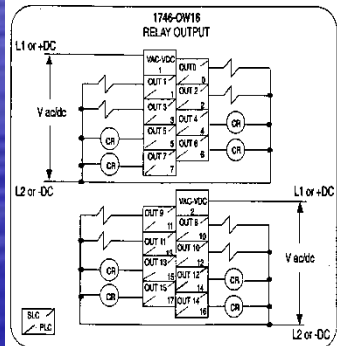 1746-OW16
RELAY OUTPUT
L1 or +DC
VAC-VDC
1
OUT 0
0
OUT 1
1
OUT 2
2
OUT 3
3
OUT 4
4
OUT 5
5
OUT 6
6
OUT 7
7
V ac/dc
CR
CR
CR
CR
L2 or -DC
L1 or +DC
VAC-VDC
2
OUT 8
10
OUT 9
11
OUT 10
12
OUT 11
13
OUT 12
14
OUT 13
15
OUT 14
16
OUT 15
17
V ac/dc
CR
CR
CR
CR
L2 or -DC
SLC
PLC